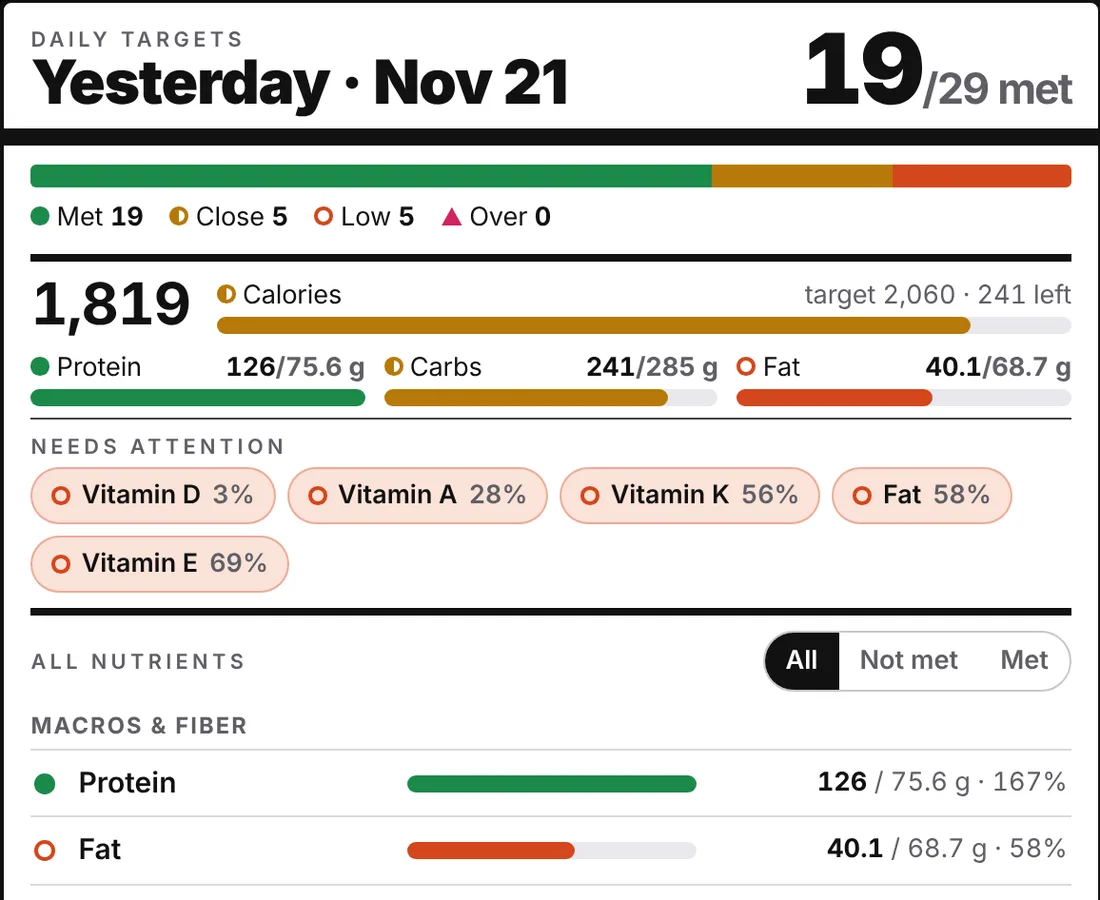 DAILY TARGETS
Yesterday · Nov 21
19/29 met
Met 19 Close 5 Low 5 Over 0
1,819
Calories target 2,060 · 241 left
Protein 126/75.6 g Carbs 241/285 g Fat 40.1/68.7 g
NEEDS ATTENTION
Vitamin D 3% Vitamin A 28% Vitamin K 56% Fat 58%
Vitamin E 69%
ALL NUTRIENTS All Not met Met
MACROS & FIBER
Protein 126 / 75.6 g · 167%
Fat 40.1 / 68.7 g · 58%